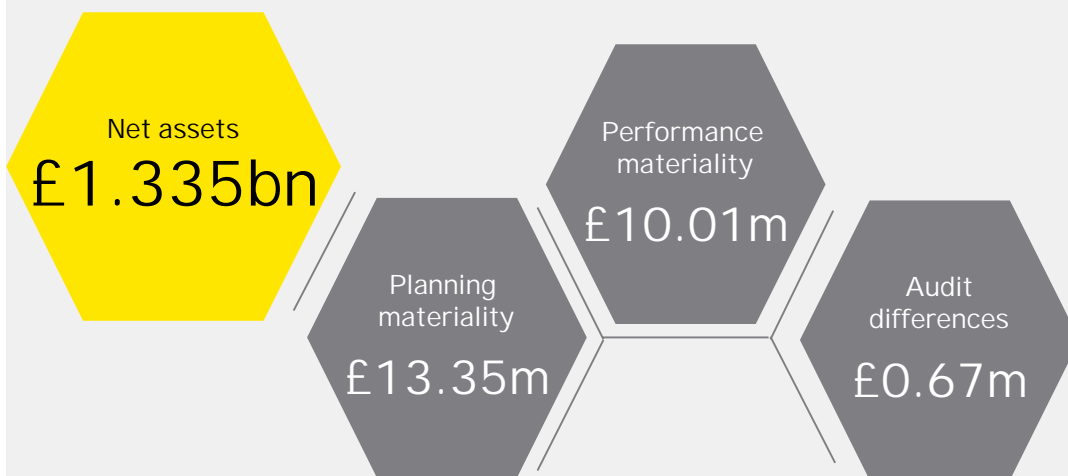 Net assets
£1.335bn
Planning
materiality
£13.35m
Performance
materiality
£10.01m
Audit
differences
£0.67m